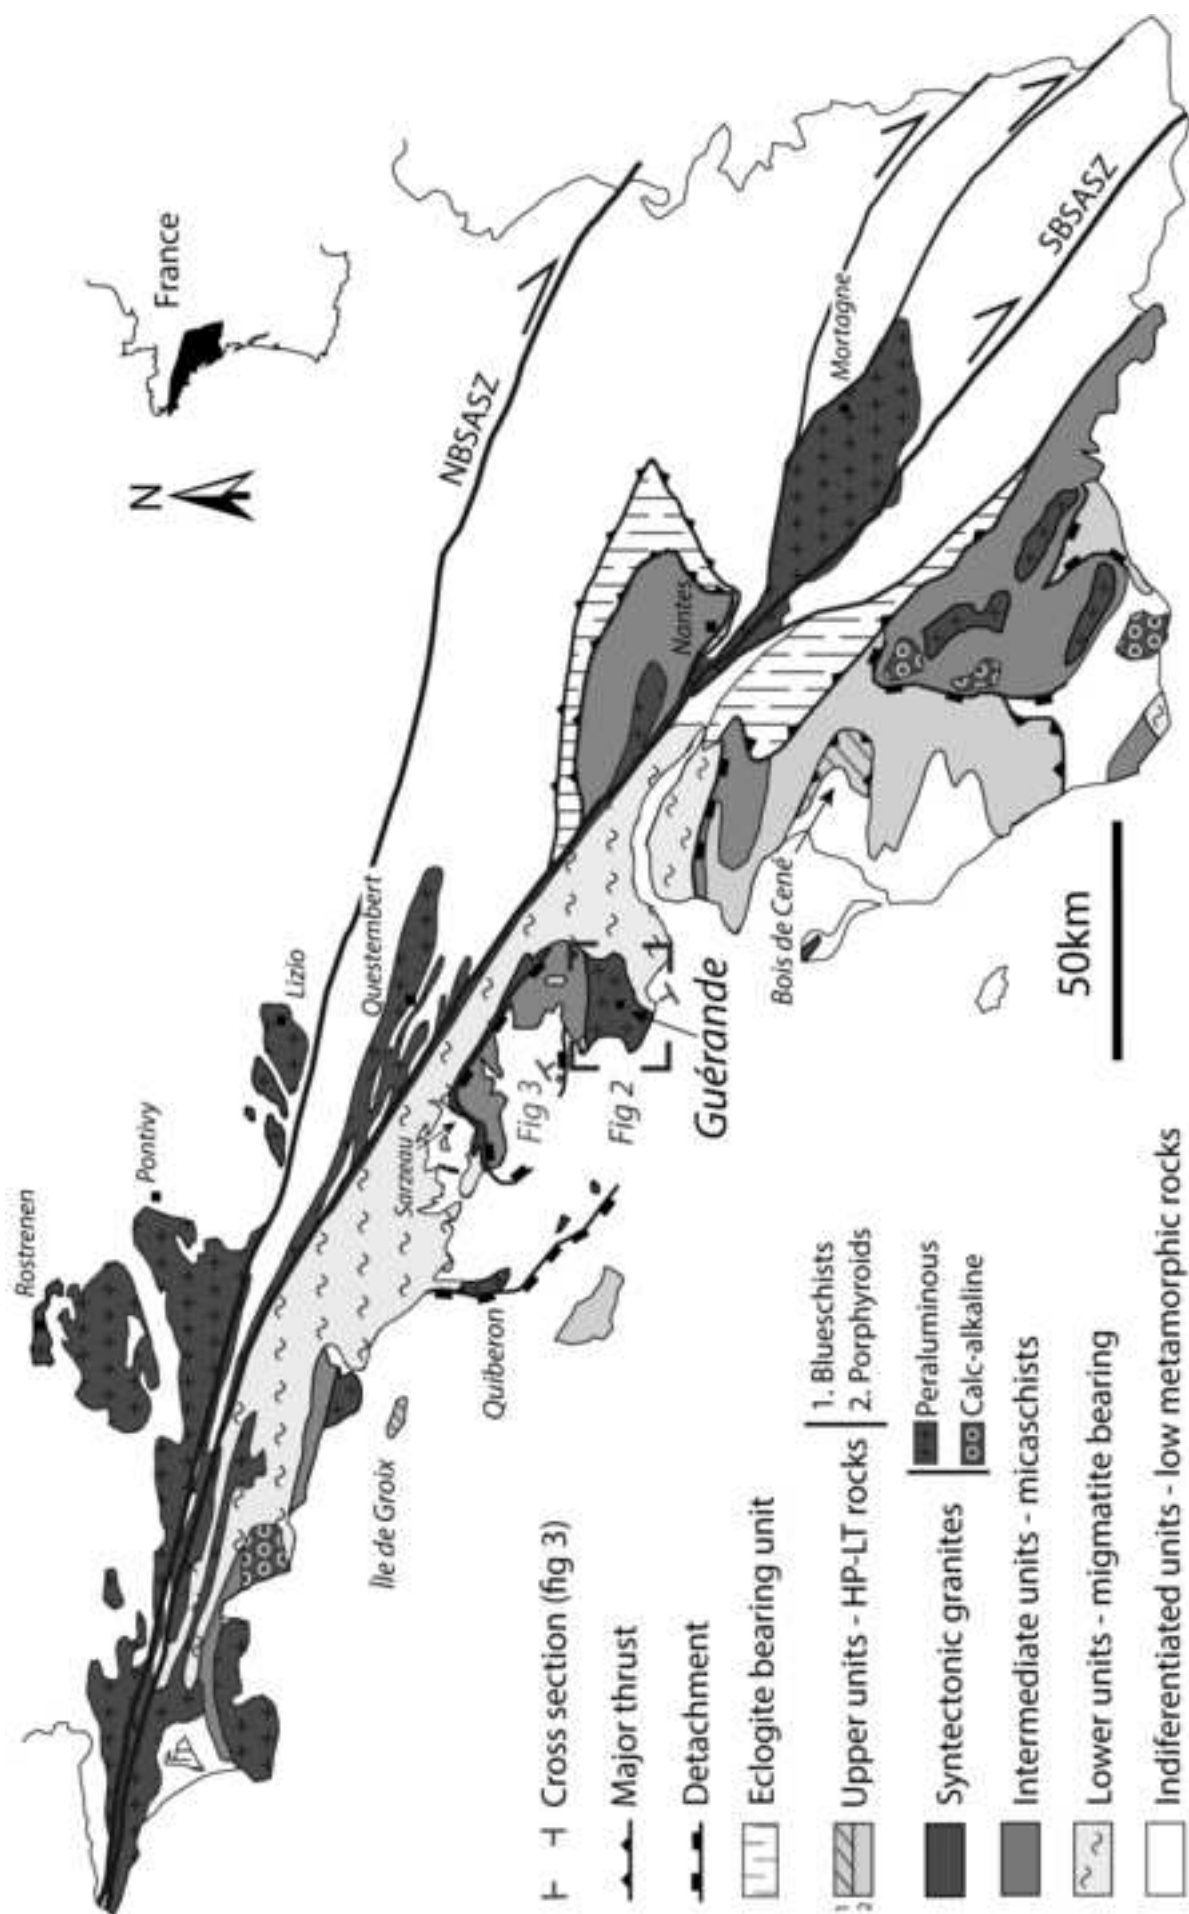 France
N
NBSASZ
SBSASZ
Rostrenen
Pontivy
Lizio
Questembert
Nantes
Mortagne
Sarzeau
Fig 3
Fig 2
Guérande
Quiberon
Île de Groix
Bois de Cené
50km
Cross section (fig 3)
Major thrust
Detachment
Eclogite bearing unit
1
2
Upper units - HP-LT rocks
1. Blueschists
2. Porphyroids
Syntectonic granites
Peraluminous
Calc-alkaline
Intermediate units - micaschists
Lower units - migmatite bearing
Indiferentiated units - low metamorphic rocks